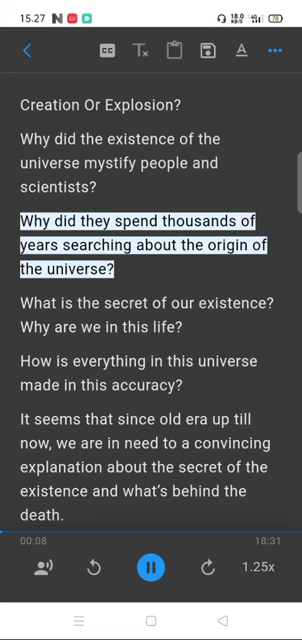 15.27
18.0
KB/S
4G
78
CC
Creation Or Explosion?
Why did the existence of the
universe mystify people and
scientists?
Why did they spend thousands of
years searching about the origin of
the universe?
What is the secret of our existence?
Why are we in this life?
How is everything in this universe
made in this accuracy?
It seems that since old era up till
now, we are in need to a convincing
explanation about the secret of the
existence and what's behind the
death.
00:08
18:31
1.25x